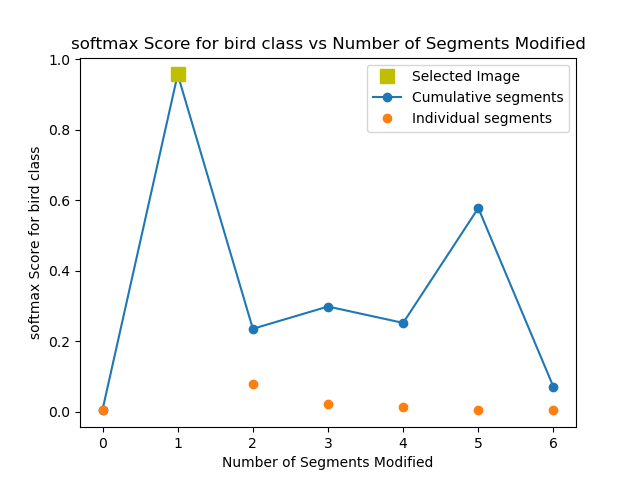 softmax Score for bird class vs Number of Segments Modified
1.0
0.8
0.6
0.4
0.2
0.0
softmax Score for bird class
Selected Image
Cumulative segments
Individual segments
0 1 2 3 4 5 6
Number of Segments Modified